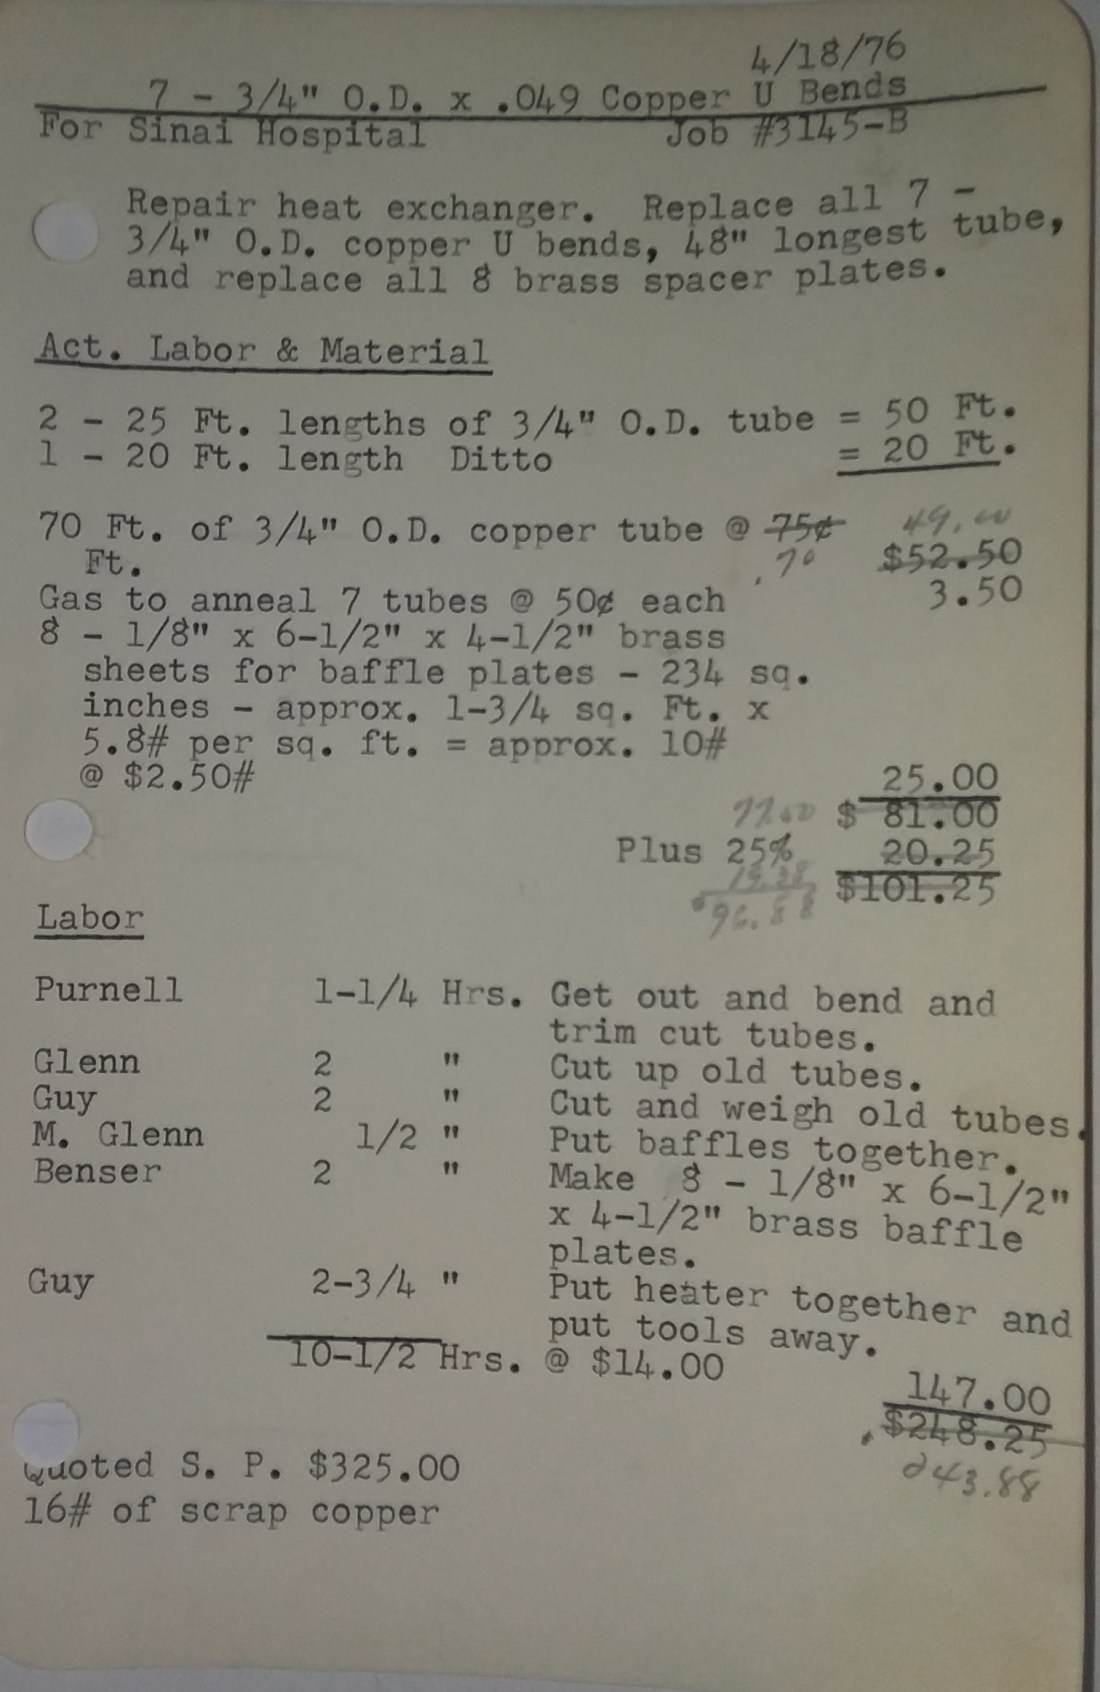 4/18/76
7 - 3/4" O.D. x .049 Copper U Bends
For Sinai Hospital Job #3145-B
Repair heat exchanger. Replace all 7 -
3/4" O.D. copper U bends, 48" longest tube,
and replace all 8 brass spacer plates.
Act. Labor & Material
2 - 25 Ft. lengths of 3/4" O.D. tube = 50 Ft.
1 - 20 Ft. length Ditto = 20 Ft.
70 Ft. of 3/4" O.D. copper tube @ 75¢ 49.00
Ft. .70 $52.50
Gas to anneal 7 tubes @ 50¢ each 3.50
8 - 1/8" x 6-1/2" x 4-1/2" brass
sheets for baffle plates - 234 sq.
inches - approx. 1-3/4 sq. Ft. x
5.8# per sq. ft. = approx. 10#
@ $2.50# 25.00
77.50 $ 81.00
Plus 25% 20.25
19.38 $101.25
$96.88
Labor
Purnell 1-1/4 Hrs. Get out and bend and
trim cut tubes.
Glenn 2 " Cut up old tubes.
Guy 2 " Cut and weigh old tubes.
M. Glenn 1/2 " Put baffles together.
Benser 2 " Make 8 - 1/8" x 6-1/2"
x 4-1/2" brass baffle
plates.
Guy 2-3/4 " Put heater together and
put tools away.
10-1/2 Hrs. @ $14.00
147.00
$248.25
243.88
Quoted S. P. $325.00
16# of scrap copper